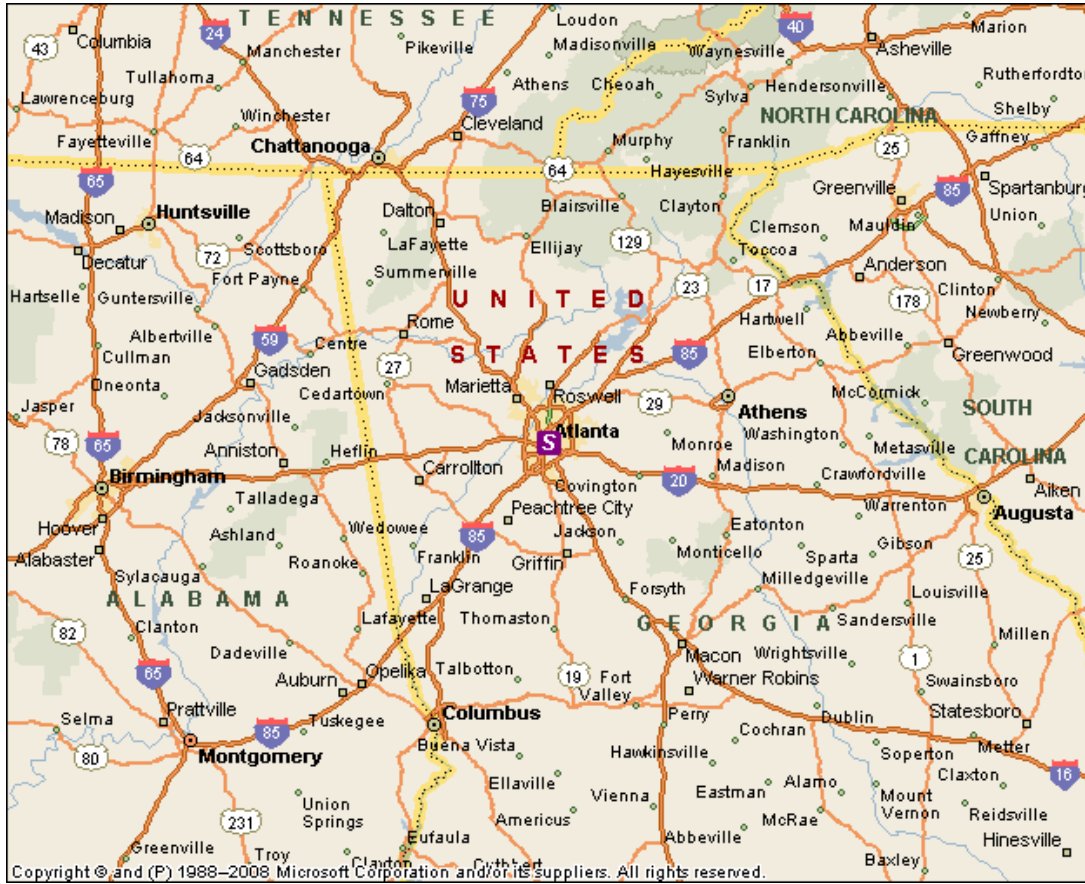 TENNESSEE
Loudon
Marion
43
Columbia
24
Manchester
Pikeville
Madisonville
Waynesville
40
Asheville
Tullahoma
Athens
Cheoah
Sylva
Hendersonville
Rutherfordto
Lawrenceburg
75
Winchester
Cleveland
NORTH CAROLINA
Shelby
Fayetteville
64
Chattanooga
Murphy
Franklin
25
Gaffney
65
64
Hayesville
Greenville
85
Spartanburg
Madison
Huntsville
Dalton
Blairsville
Clayton
Clemson
Mauldin
Union
Scottsboro
LaFayette
Ellijay
129
Toccoa
Decatur
72
Fort Payne
Summerville
23
17
Anderson
Hartselle
Guntersville
UNITED
178
Clinton
Albertville
59
Rome
Hartwell
Abbeville
Newberry
Cullman
Centre
27
STATES
85
Elberton
Greenwood
Oneonta
Gadsden
Cedartown
Marietta
Roswell
29
McCormick
Jasper
Jacksonville
Athens
SOUTH
78
65
Atlanta
S
Monroe
Washington
Metasville
CAROLINA
Anniston
Heflin
Carrollton
Madison
Crawfordville
Birmingham
Covington
20
Aiken
Talladega
Peachtree City
Warrenton
Augusta
Hoover
Wedowee
85
Jackson
Eatonton
Ashland
Franklin
Monticello
Sparta
Gibson
25
Alabaster
Roanoke
Griffin
Sylacauga
LaGrange
Forsyth
Milledgeville
Louisville
ALABAMA
Thomaston
GEORGIA
Sandersville
82
Clanton
Lafayette
Millen
Dadeville
Macon
Wrightsville
1
65
Opelika
Talbotton
19
Fort
Valley
Warner Robins
Swainsboro
Auburn
Selma
Prattville
Tuskegee
Columbus
Perry
Dublin
Statesboro
85
Cochran
Metter
80
Montgomery
Buena Vista
Hawkinsville
Soperton
16
Ellaville
Eastman
Alamo
Claxton
Union
Springs
Vienna
Mount
Vernon
Reidsville
231
Americus
McRae
Greenville
Troy
Eufaula
Abbeville
Hinesville
Clayton
Cuthbert
Baxley
Copyright © and (P) 1988–2008 Microsoft Corporation and/or its suppliers. All rights reserved.